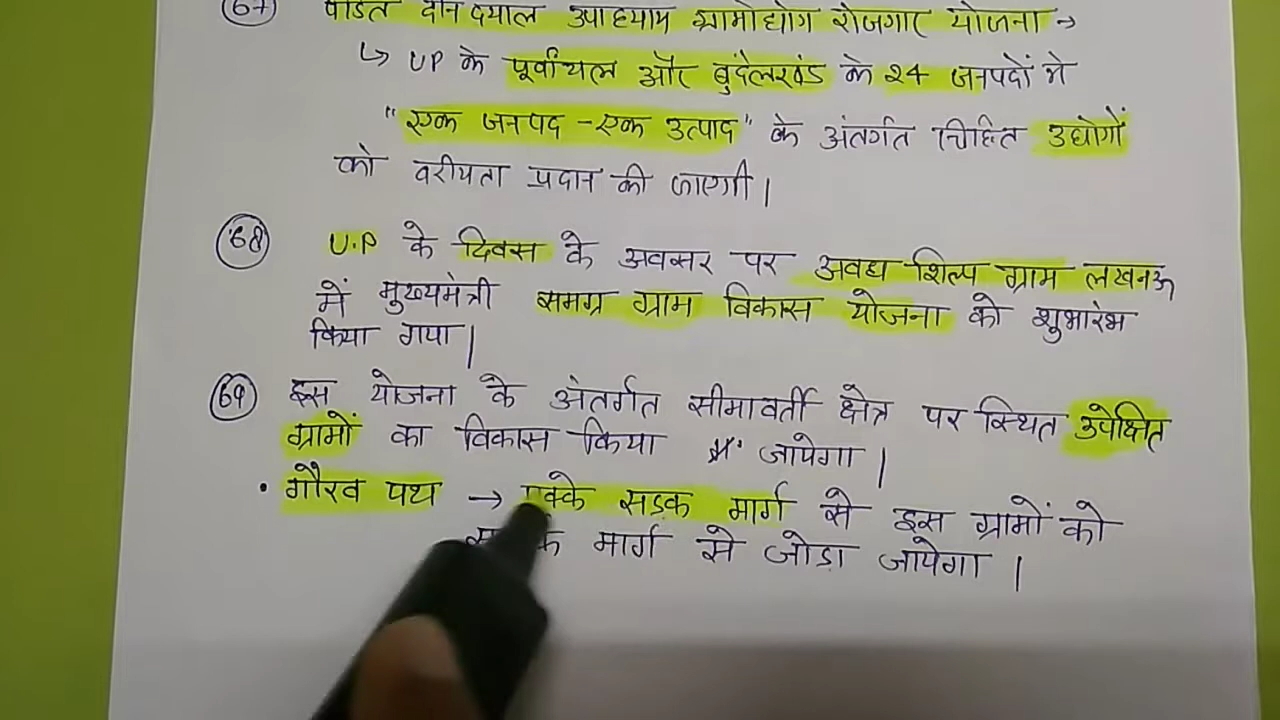 (67) पंडित दीन दयाल उपाध्याय ग्रामोद्योग रोजगार योजना →
↳ UP के पूर्वांचल और बुंदेलखंड के 24 जनपदों मे
"एक जनपद - एक उत्पाद" के अंतर्गत चिन्हित उद्योगों
को वरीयता प्रदान की जाएगी।
(68) U.P के दिवस के अवसर पर अवध शिल्प ग्राम लखनऊ
में मुख्यमंत्री समग्र ग्राम विकास योजना को शुभारंभ
किया गया।
(69) इस योजना के अंतर्गत सीमावर्ती क्षेत्र पर स्थित उपेक्षित
ग्रामों का विकास किया जायेगा।
• गौरव पथ → पक्के सड़क मार्ग से इस ग्रामों को
मार्ग से जोड़ा जायेगा।